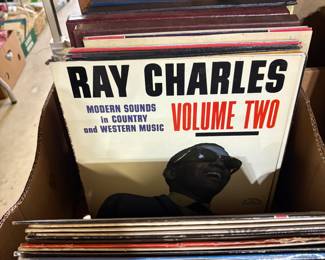 RAY CHARLES
MODERN SOUNDS
in COUNTRY
and WESTERN MUSIC
VOLUME TWO